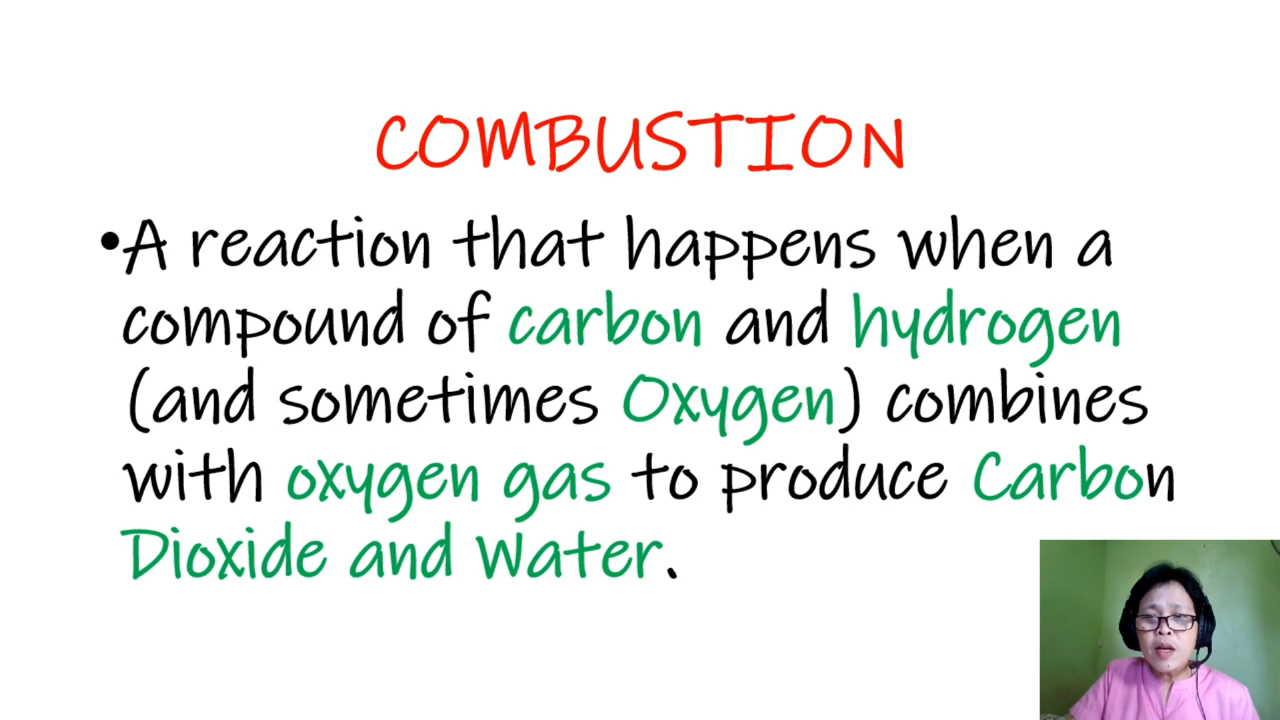 COMBUSTION
•A reaction that happens when a
compound of carbon and hydrogen
(and sometimes Oxygen) combines
with oxygen gas to produce Carbon
Dioxide and Water.